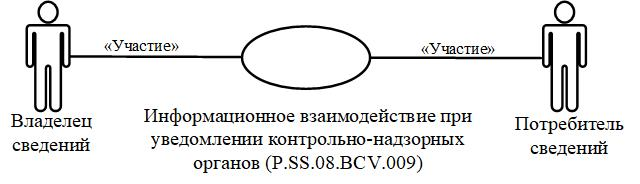 «Участие»
«Участие»
Владелец
сведений
Информационное взаимодействие при
уведомлении контрольно-надзорных
органов (P.SS.08.BCV.009)
Потребитель
сведений